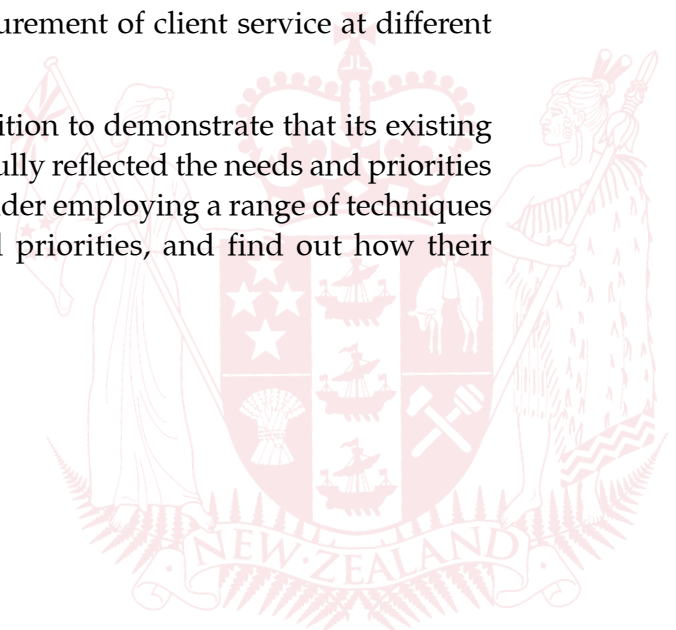 urement of client service at different
ition to demonstrate that its existing
ully reflected the needs and priorities
der employing a range of techniques
priorities, and find out how their
NEW·ZEALAND